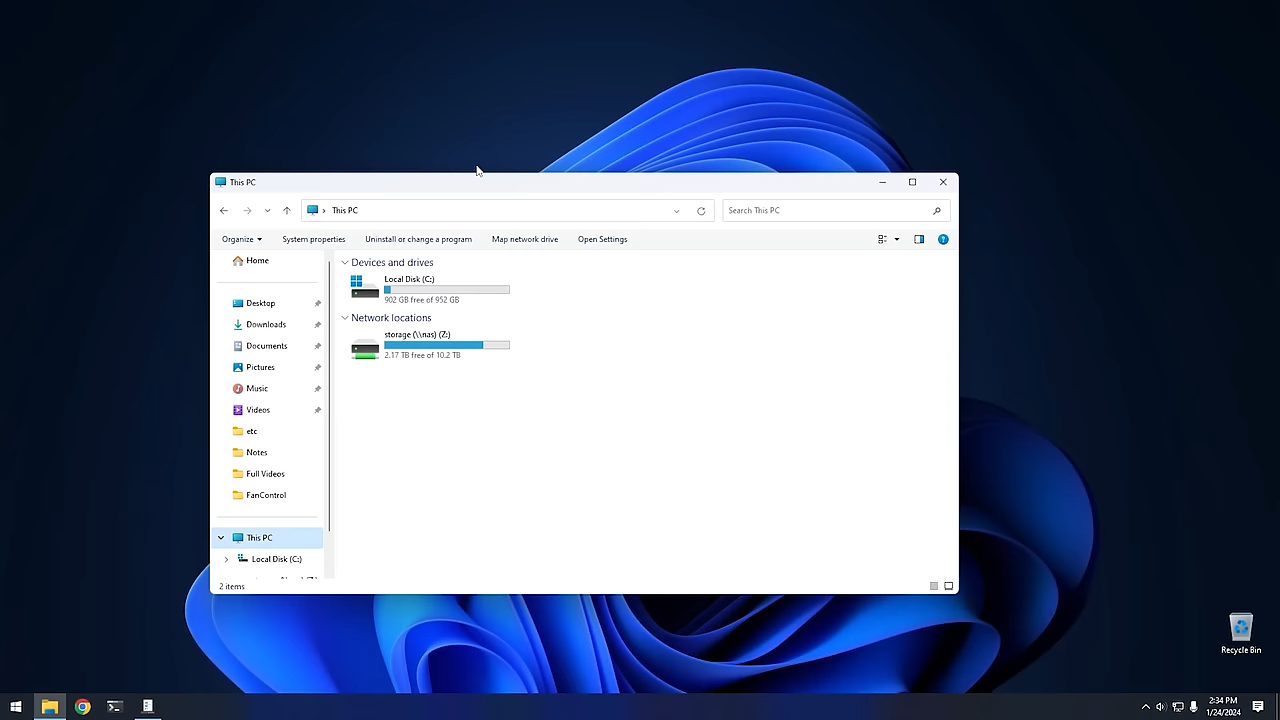 This PC
This PC
Search This PC
Organize
System properties
Uninstall or change a program
Map network drive
Open Settings
Home
Desktop
Downloads
Documents
Pictures
Music
Videos
etc
Notes
Full Videos
FanControl
This PC
Local Disk (C:)
Devices and drives
Local Disk (C:)
902 GB free of 952 GB
Network locations
storage (\\nas) (Z:)
2.17 TB free of 10.2 TB
2 items
Recycle Bin
2:34 PM
1/24/2024